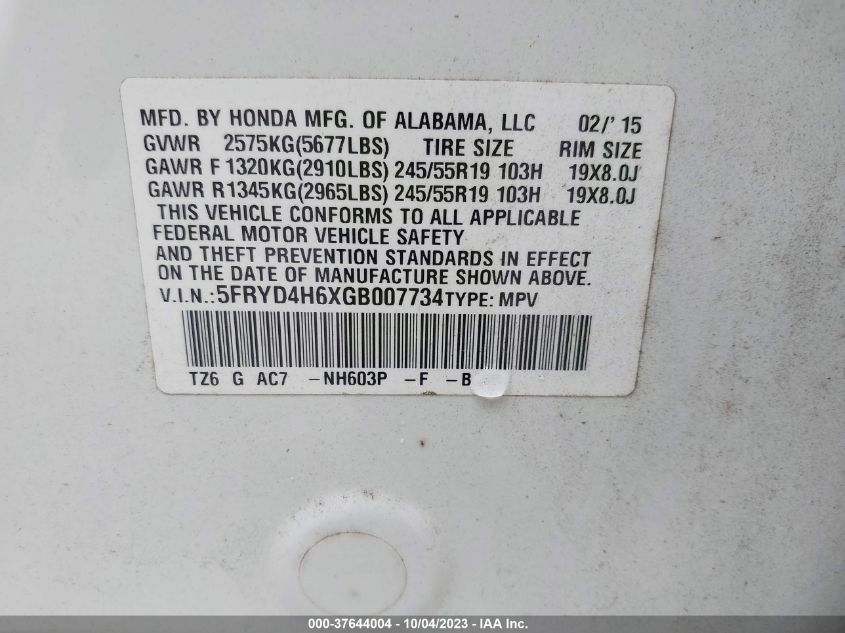 MFD. BY HONDA MFG. OF ALABAMA, LLC 02/' 15
GVWR 2575KG(5677LBS) TIRE SIZE RIM SIZE
GAWR F 1320KG(2910LBS) 245/55R19 103H 19X8.0J
GAWR R1345KG(2965LBS) 245/55R19 103H 19X8.0J
THIS VEHICLE CONFORMS TO ALL APPLICABLE
FEDERAL MOTOR VEHICLE SAFETY
AND THEFT PREVENTION STANDARDS IN EFFECT
ON THE DATE OF MANUFACTURE SHOWN ABOVE.
V.I.N.:5FRYD4H6XGB007734TYPE: MPV
TZ6 G AC7 -NH603P -F -B
000-37644004 - 10/04/2023 - IAA Inc.